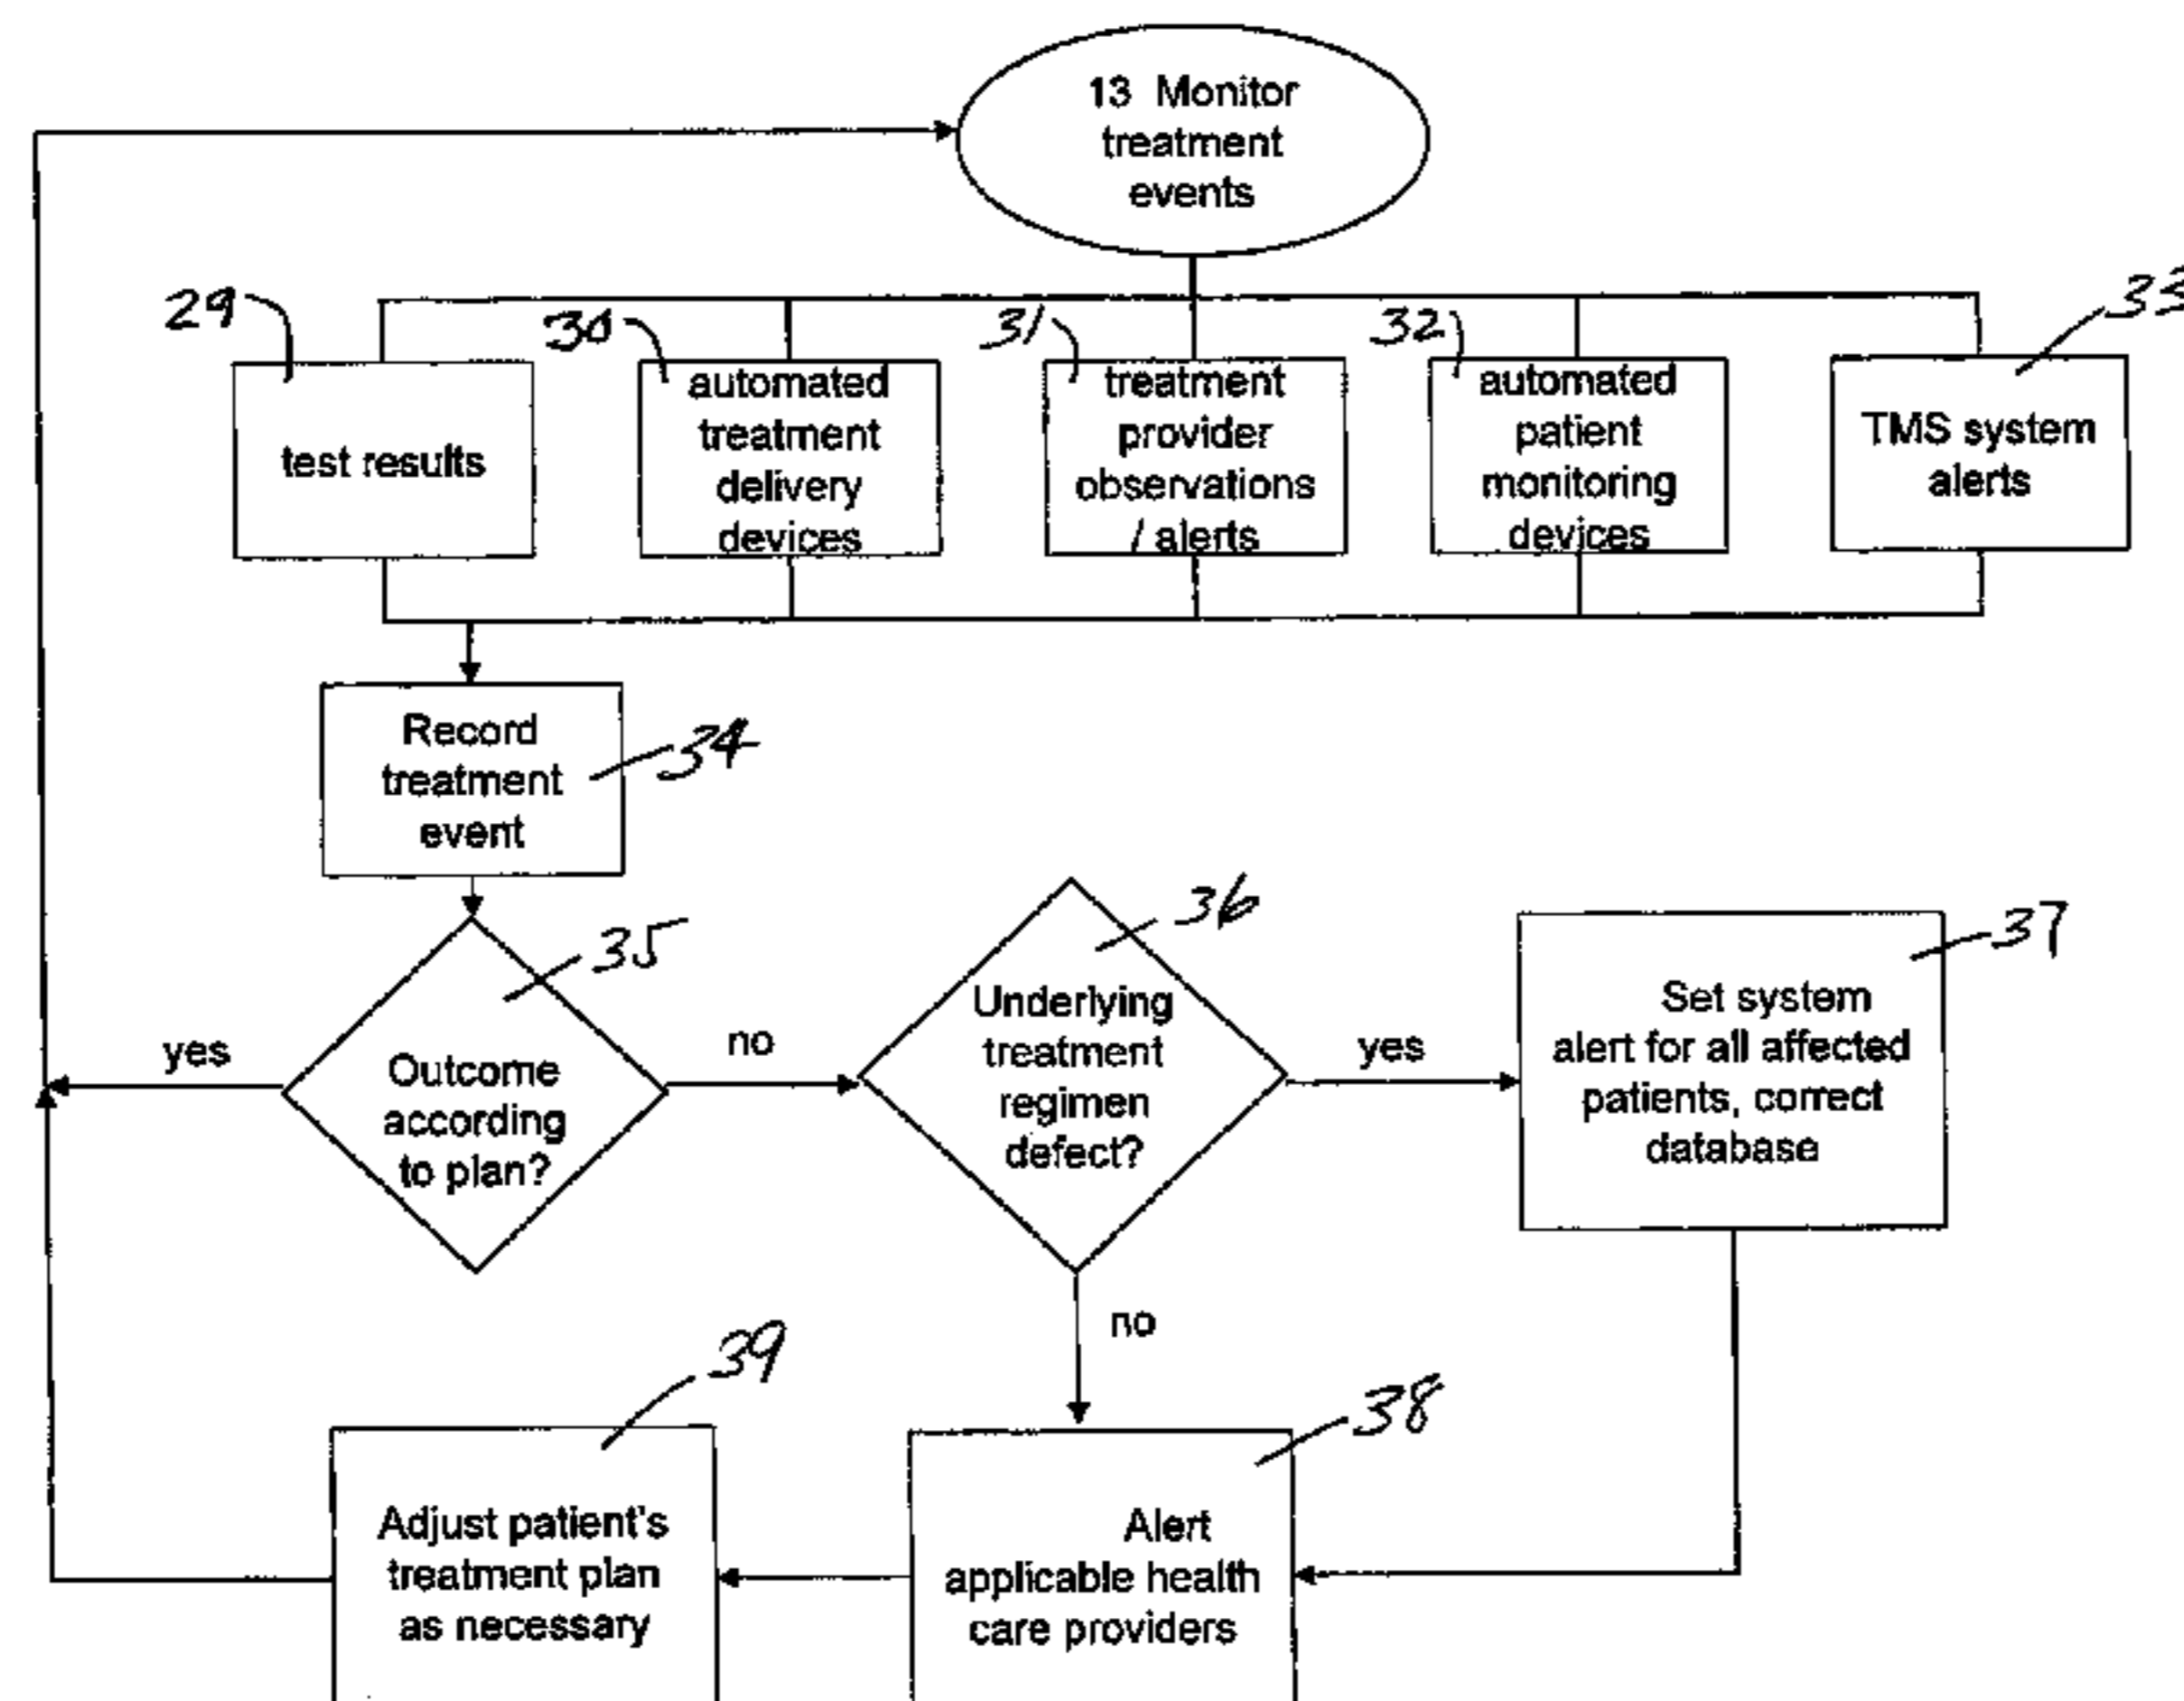 13 Monitor
treatment
events
29
30
31
32
33
test results
automated
treatment
delivery
devices
treatment
provider
observations
/ alerts
automated
patient
monitoring
devices
TMS system
alerts
Record
treatment
event
34
35
Outcome
according
to plan?
yes
no
36
Underlying
treatment
regimen
defect?
yes
no
37
Set system
alert for all affected
patients, correct
database
39
Adjust patient's
treatment plan
as necessary
38
Alert
applicable health
care providers